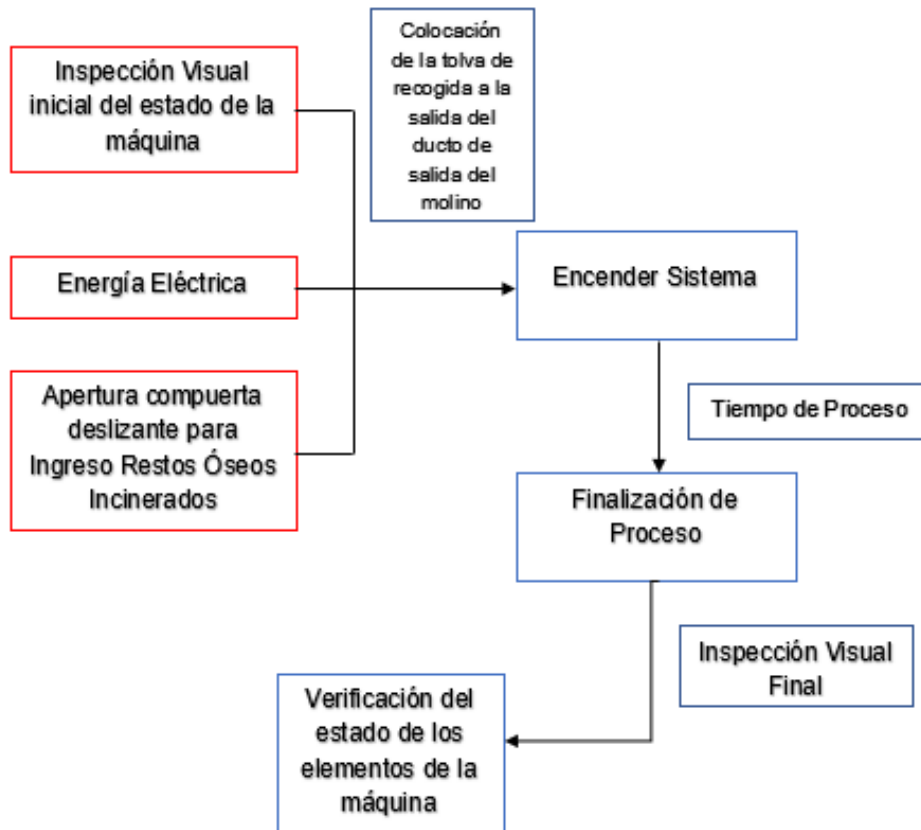 Inspección Visual
inicial del estado de la
máquina
Colocación
de la tolva de
recogida a la
salida del
ducto de
salida del
molino
Energía Eléctrica
Encender Sistema
Apertura compuerta
deslizante para
Ingreso Restos Óseos
Incinerados
Tiempo de Proceso
Finalización de
Proceso
Inspección Visual
Final
Verificación del
estado de los
elementos de la
máquina